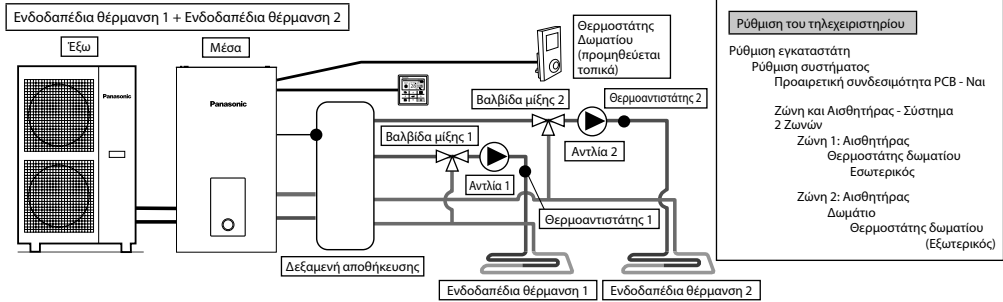 Ενδοδαπέδια θέρμανση 1 + Ενδοδαπέδια θέρμανση 2
Έξω
Μέσα
Panasonic
Panasonic
Θερμοστάτης
Δωματίου
(προμηθεύεται
τοπικά)
Βαλβίδα μίξης 2
Θερμοαντιστάτης 2
Βαλβίδα μίξης 1
Αντλία 2
Αντλία 1
Θερμοαντιστάτης 1
Δεξαμενή αποθήκευσης
Ενδοδαπέδια θέρμανση 1
Ενδοδαπέδια θέρμανση 2
Ρύθμιση του τηλεχειριστηρίου
Ρύθμιση εγκαταστάτη
Ρύθμιση συστήματος
Προαιρετική συνδεσιμότητα PCB - Ναι
Ζώνη και Αισθητήρας - Σύστημα
2 Ζωνών
Ζώνη 1: Αισθητήρας
Θερμοστάτης δωματίου
Εσωτερικός
Ζώνη 2: Αισθητήρας
Δωμάτιο
Θερμοστάτης δωματίου
(Εξωτερικός)